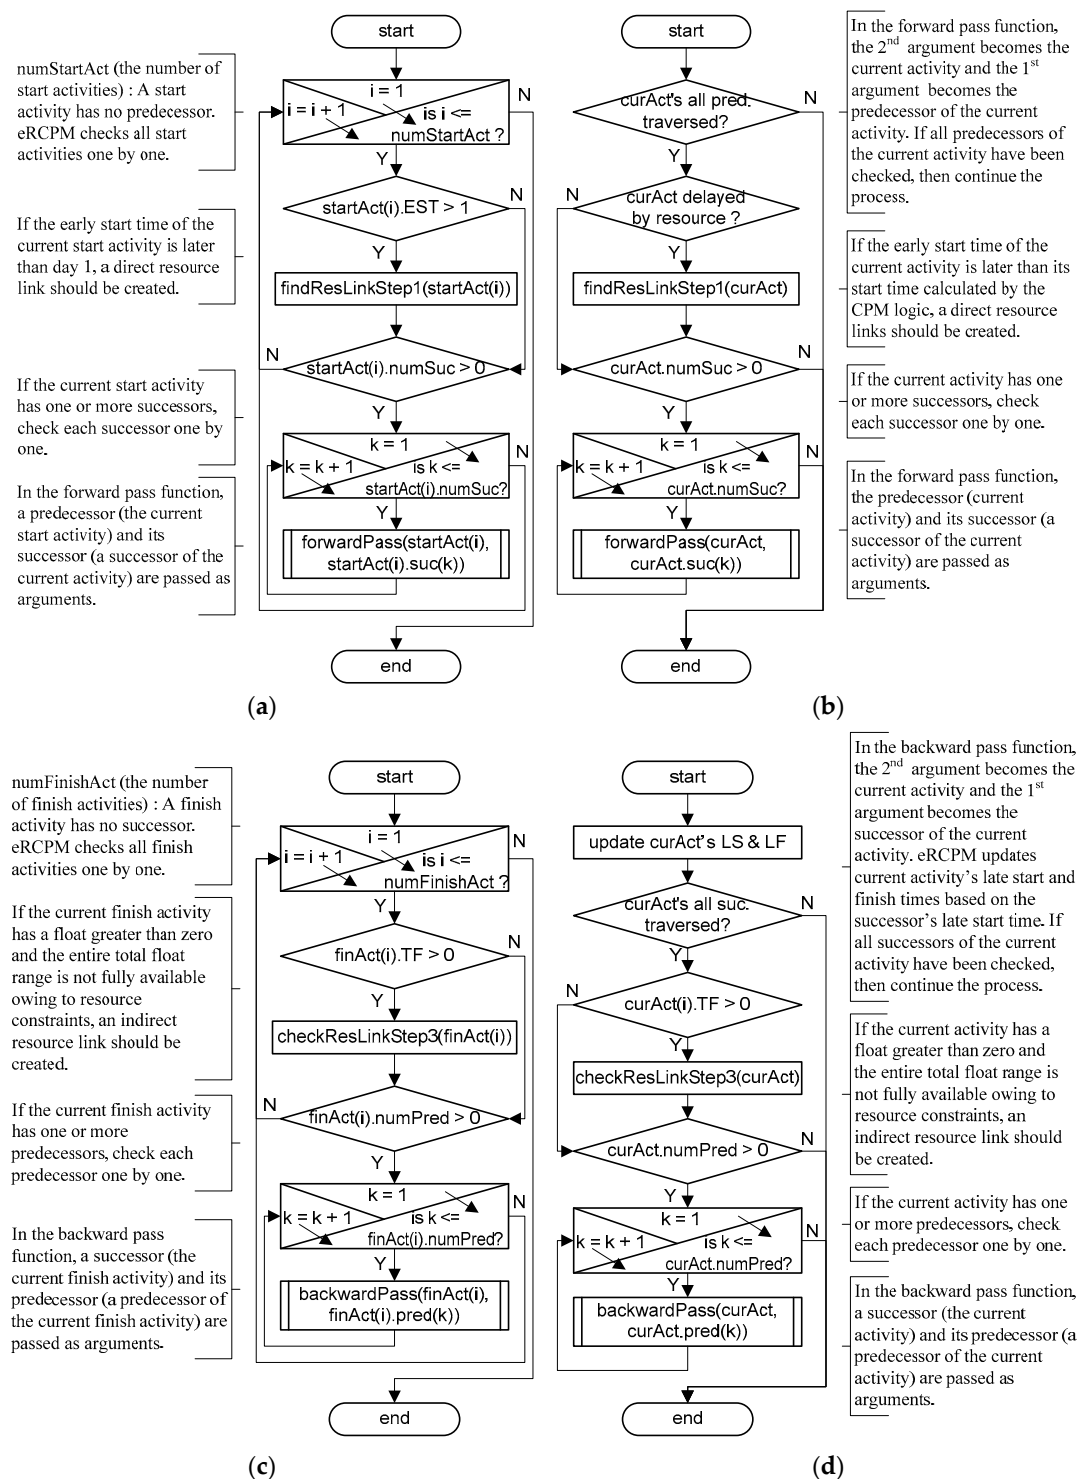 start
numStartAct (the number of
start activities) : A start
activity has no predecessor.
eRCPM checks all start
activities one by one.
i = 1
i = i + 1
is i <=
numStartAct ?
N
Y
startAct(i).EST > 1
N
If the early start time of the
current start activity is later
than day 1, a direct resource
link should be created.
Y
findResLinkStep1(startAct(i))
N
startAct(i).numSuc > 0
If the current start activity
has one or more successors,
check each successor one by
one.
Y
k = 1
N
k = k + 1
is k <=
startAct(i).numSuc?
In the forward pass function,
a predecessor (the current
start activity) and its
successor (a successor of the
current activity) are passed as
arguments.
Y
forwardPass(startAct(i),
startAct(i).suc(k))
end
(a)
start
In the forward pass function,
the 2nd argument becomes the
current activity and the 1st
argument becomes the
predecessor of the current
activity. If all predecessors of
the current activity have been
checked, then continue the
process.
curAct's all pred.
traversed?
N
Y
N
curAct delayed
by resource ?
Y
If the early start time of the
current activity is later than its
start time calculated by the
CPM logic, a direct resource
links should be created.
findResLinkStep1(curAct)
curAct.numSuc > 0
N
If the current activity has one
or more successors, check
each successor one by one.
Y
k = 1
N
k = k + 1
is k <=
curAct.numSuc?
In the forward pass function,
the predecessor (current
activity) and its successor (a
successor of the current
activity) are passed as
arguments.
Y
forwardPass(curAct,
curAct.suc(k))
end
(b)
start
numFinishAct (the number
of finish activities) : A finish
activity has no successor.
eRCPM checks all finish
activities one by one.
i = 1
N
i = i + 1
is i <=
numFinishAct ?
Y
If the current finish activity
has a float greater than zero
and the entire total float
range is not fully available
owing to resource
constraints, an indirect
resource link should be
created.
finAct(i).TF > 0
N
Y
checkResLinkStep3(finAct(i))
N
finAct(i).numPred > 0
If the current finish activity
has one or more
predecessors, check each
predecessor one by one.
Y
k = 1
N
k = k + 1
is k <=
finAct(i).numPred?
In the backward pass
function, a successor (the
current finish activity) and its
predecessor (a predecessor of
the current finish activity) are
passed as arguments.
Y
backwardPass(finAct(i),
finAct(i).pred(k))
end
(c)
start
In the backward pass function,
the 2nd argument becomes the
current activity and the 1st
argument becomes the
successor of the current
activity. eRCPM updates
current activity's late start and
finish times based on the
successor's late start time. If
all successors of the current
activity have been checked,
then continue the process.
update curAct's LS & LF
curAct's all suc.
traversed?
N
Y
N
curAct(i).TF > 0
Y
checkResLinkStep3(curAct)
If the current activity has a
float greater than zero and
the entire total float range is
not fully available owing to
resource constraints, an
indirect resource link should
be created.
curAct.numPred > 0
N
Y
If the current activity has one
or more predecessors, check
each predecessor one by one.
k = 1
N
k = k + 1
is k <=
curAct.numPred?
Y
In the backward pass function,
a successor (the current
activity) and its predecessor (a
predecessor of the current
activity) are passed as
arguments.
backwardPass(curAct,
curAct.pred(k))
end
(d)